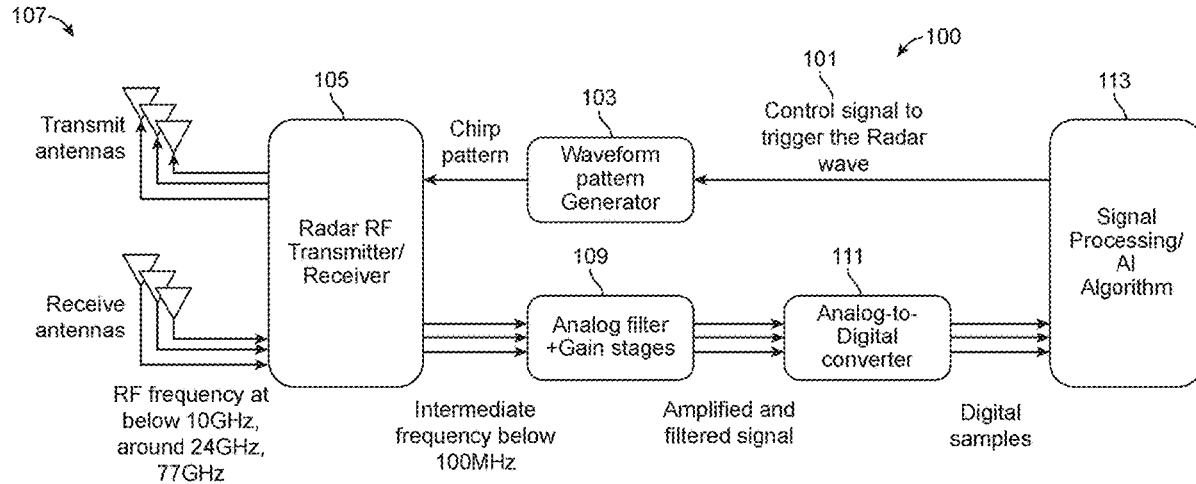 107
100
105
101
103
113
Transmit
antennas
Chirp
pattern
Waveform
pattern
Generator
Control signal to
trigger the Radar
wave
Radar RF
Transmitter/
Receiver
Signal
Processing/
AI
Algorithm
109
111
Receive
antennas
Analog filter
+Gain stages
Analog-to-
Digital
converter
RF frequency at
below 10GHz,
around 24GHz,
77GHz
Intermediate
frequency below
100MHz
Amplified and
filtered signal
Digital
samples